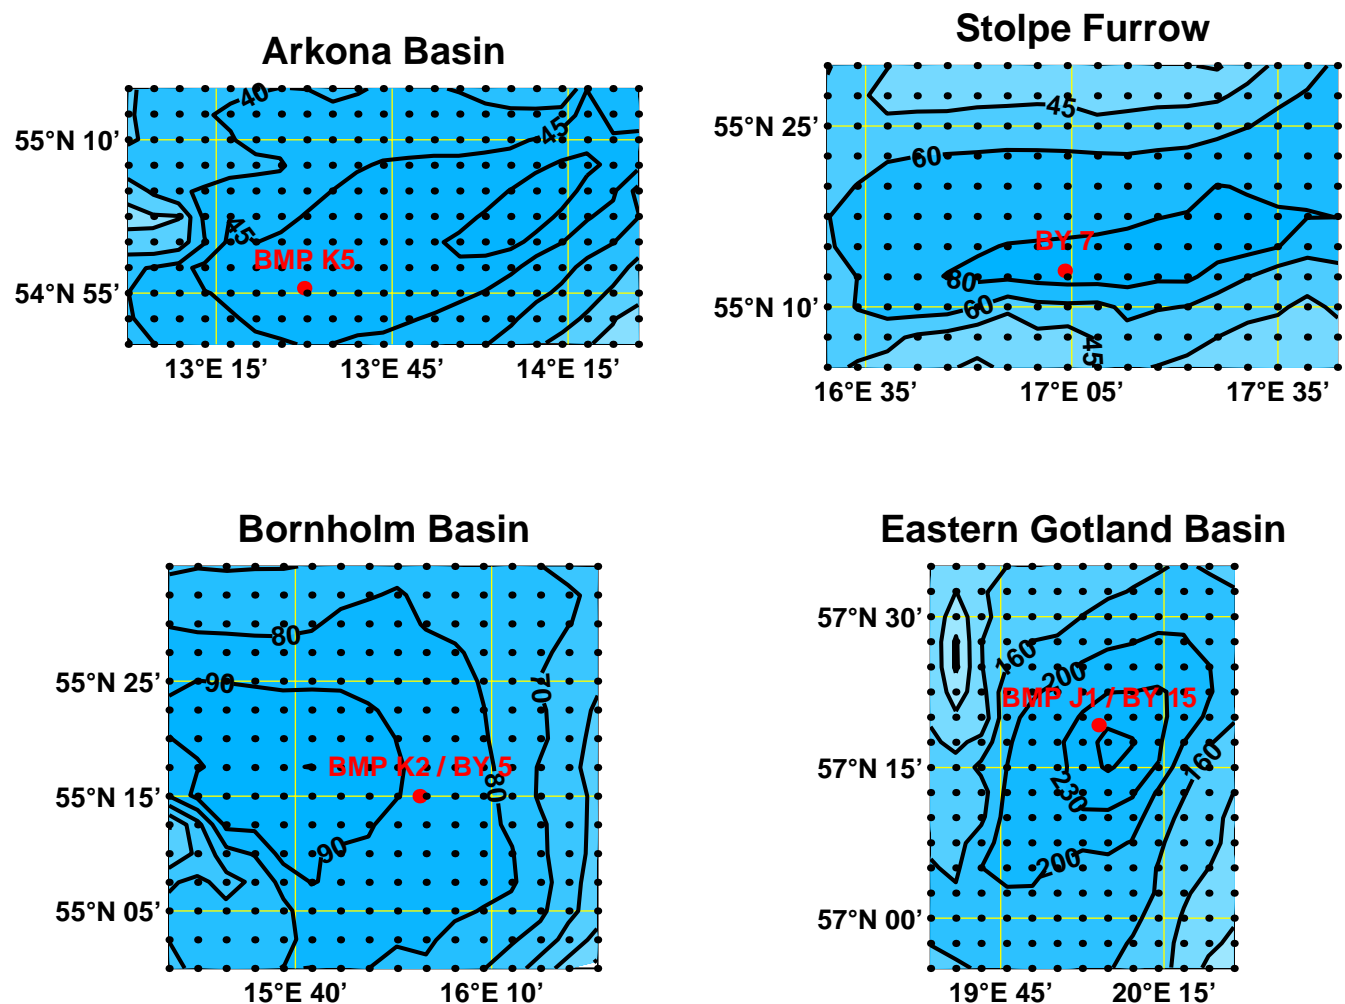 Arkona Basin
40
45
45
BMP K5
55°N 10’
54°N 55’
13°E 15’
13°E 45’
14°E 15’
Stolpe Furrow
45
60
BY 7
80
60
45
55°N 25’
55°N 10’
16°E 35’
17°E 05’
17°E 35’
Bornholm Basin
80
90
70
BMP K2 / BY 5
80
90
55°N 25’
55°N 15’
55°N 05’
15°E 40’
16°E 10’
Eastern Gotland Basin
160
200
BMP J1 / BY 15
160
230
200
57°N 30’
57°N 15’
57°N 00’
19°E 45’
20°E 15’